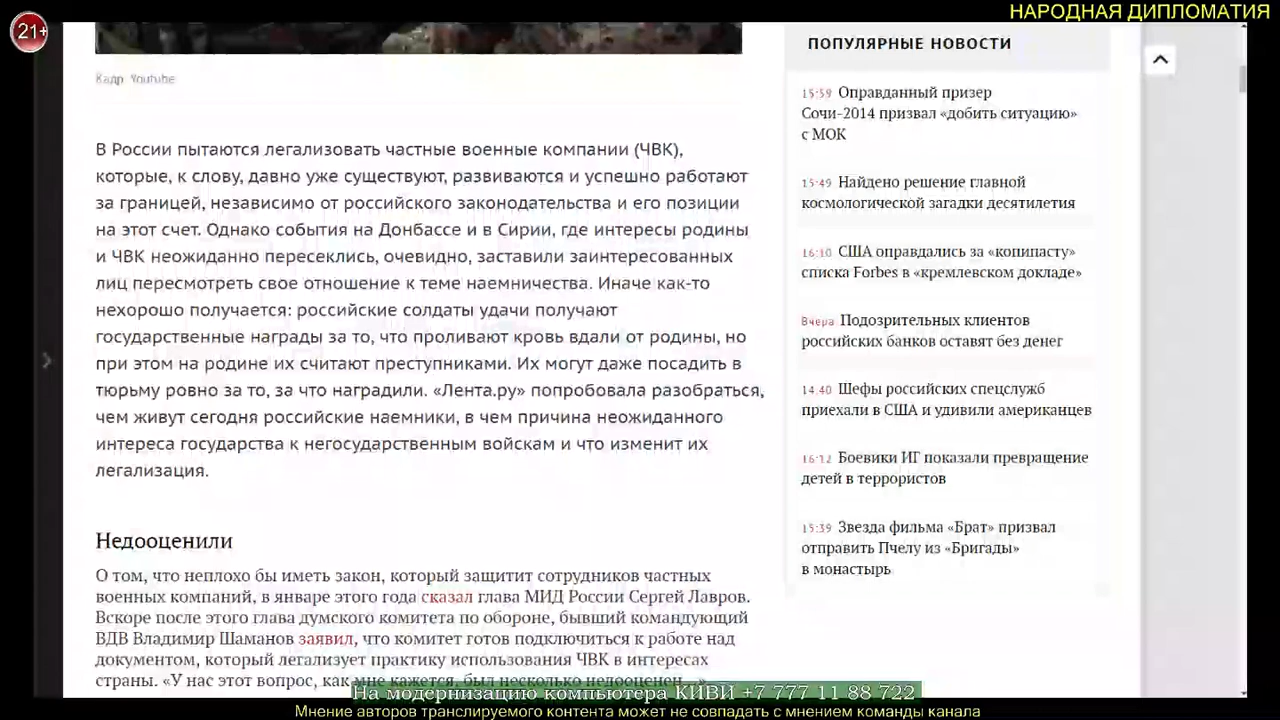 НАРОДНАЯ ДИПЛОМАТИЯ
21+
Кадр: Youtube
В России пытаются легализовать частные военные компании (ЧВК),
которые, к слову, давно уже существуют, развиваются и успешно работают
за границей, независимо от российского законодательства и его позиции
на этот счет. Однако события на Донбассе и в Сирии, где интересы родины
и ЧВК неожиданно пересеклись, очевидно, заставили заинтересованных
лиц пересмотреть свое отношение к теме наемничества. Иначе как-то
нехорошо получается: российские солдаты удачи получают
государственные награды за то, что проливают кровь вдали от родины, но
при этом на родине их считают преступниками. Их могут даже посадить в
тюрьму ровно за то, за что наградили. «Лента.ру» попробовала разобраться,
чем живут сегодня российские наемники, в чем причина неожиданного
интереса государства к негосударственным войскам и что изменит их
легализация.
Недооценили
О том, что неплохо бы иметь закон, который защитит сотрудников частных
военных компаний, в январе этого года сказал глава МИД России Сергей Лавров.
Вскоре после этого глава думского комитета по обороне, бывший командующий
ВДВ Владимир Шаманов заявил, что комитет готов подключиться к работе над
документом, который легализует практику использования ЧВК в интересах
страны. «У нас этот вопрос, как мне кажется, был несколько недооценен...»
ПОПУЛЯРНЫЕ НОВОСТИ
15:59 Оправданный призер
Сочи-2014 призвал «добить ситуацию»
с МОК
15:49 Найдено решение главной
космологической загадки десятилетия
16:10 США оправдались за «копипасту»
списка Forbes в «кремлевском докладе»
Вчера Подозрительных клиентов
российских банков оставят без денег
14:40 Шефы российских спецслужб
приехали в США и удивили американцев
16:12 Боевики ИГ показали превращение
детей в террористов
15:39 Звезда фильма «Брат» призвал
отправить Пчелу из «Бригады»
в монастырь
На модернизацию компьютера КИВИ +7 777 11 88 722
Мнение авторов транслируемого контента может не совпадать с мнением команды канала